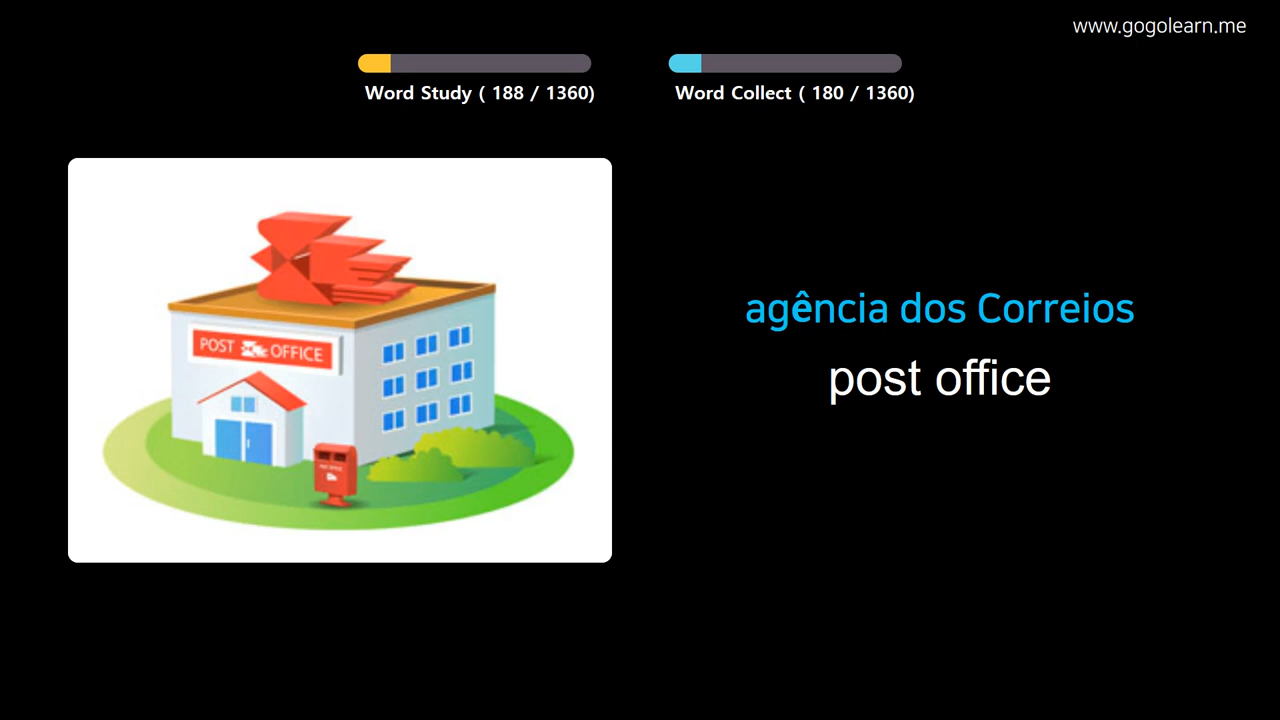 www.gogolearn.me
Word Study ( 188 / 1360)
Word Collect ( 180 / 1360)
POST OFFICE
agência dos Correios
post office